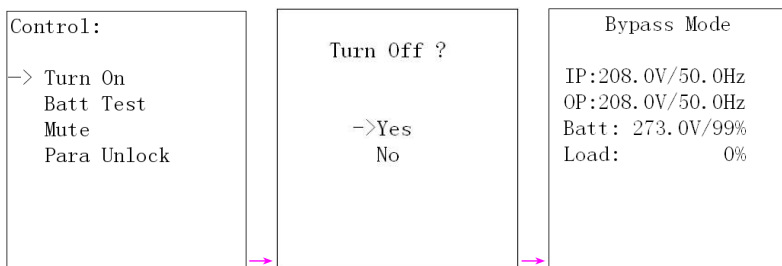 Control:
-> Turn On
Batt Test
Mute
Para Unlock
Turn Off ?
->Yes
No
Bypass Mode
IP:208.0V/50.0Hz
OP:208.0V/50.0Hz
Batt: 273.0V/99%
Load: 0%